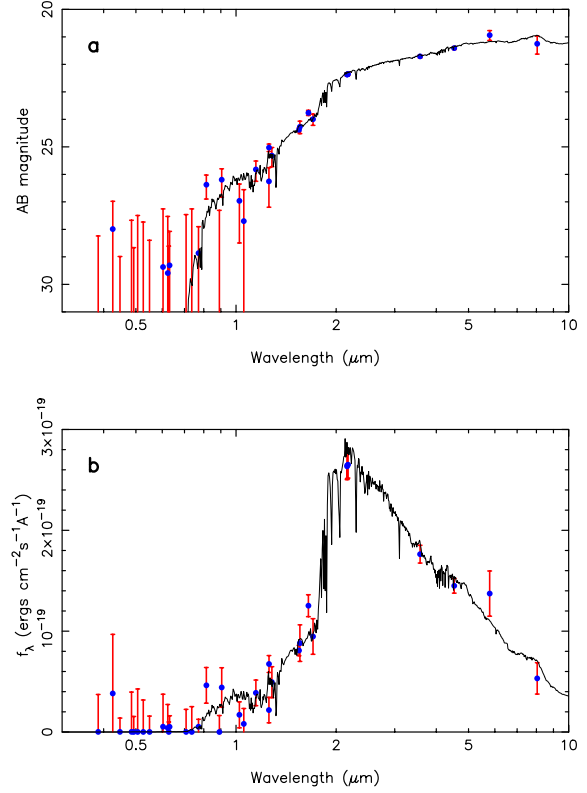 20
a
25
30
AB magnitude
0.5 1 2 5 10
Wavelength (μm)
3×10⁻¹⁹
b
2×10⁻¹⁹
10⁻¹⁹
0
f_λ (ergs cm⁻²s⁻¹A⁻¹)
0.5 1 2 5 10
Wavelength (μm)